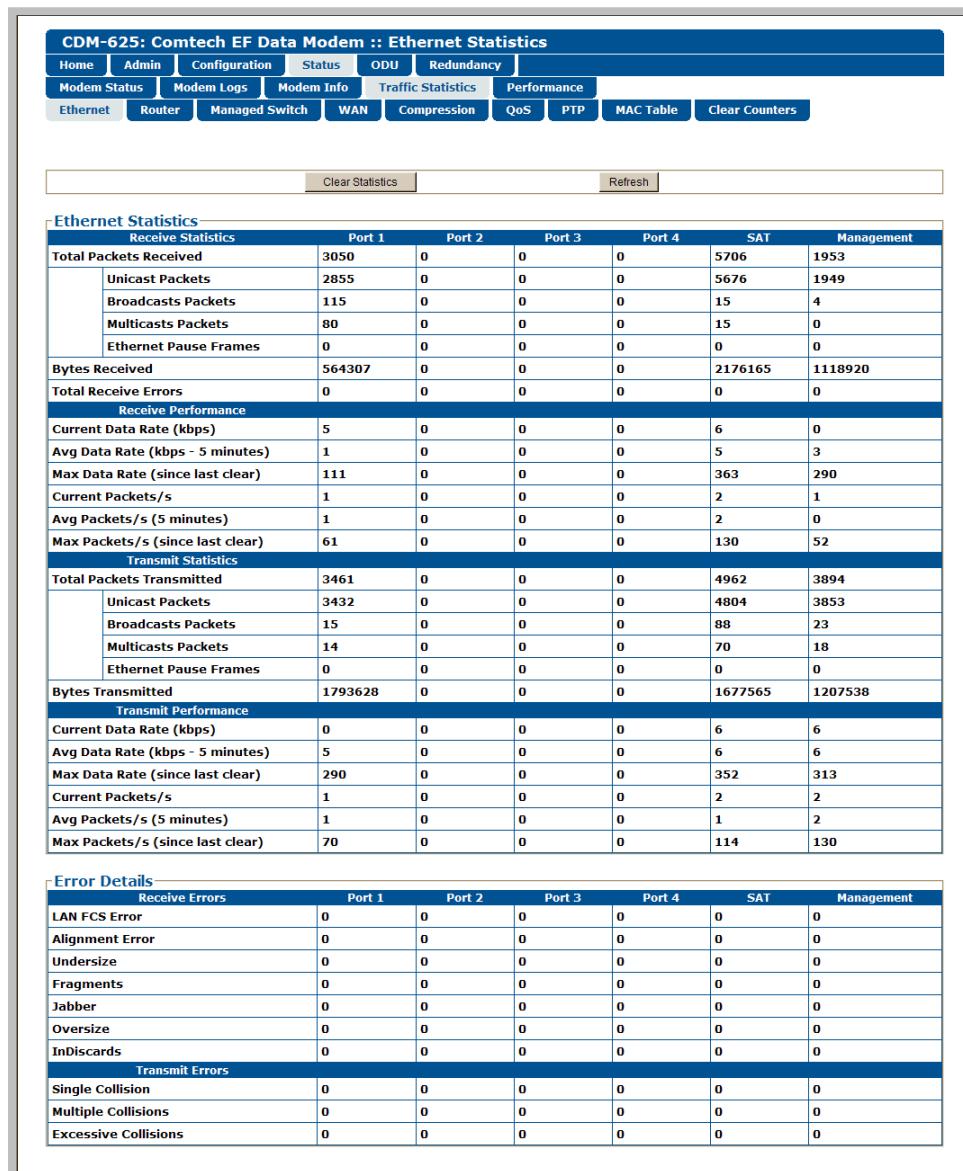 CDM-625: Comtech EF Data Modem :: Ethernet Statistics
Home Admin Configuration Status ODU Redundancy
Modem Status Modem Logs Modem Info Traffic Statistics Performance
Ethernet Router Managed Switch WAN Compression QoS PTP MAC Table Clear Counters
Clear Statistics Refresh
Ethernet Statistics
Receive Statistics Port 1 Port 2 Port 3 Port 4 SAT Management
Total Packets Received 3050 0 0 0 5706 1953
Unicast Packets 2855 0 0 0 5676 1949
Broadcasts Packets 115 0 0 0 15 4
Multicasts Packets 80 0 0 0 15 0
Ethernet Pause Frames 0 0 0 0 0 0
Bytes Received 564307 0 0 0 2176165 1118920
Total Receive Errors 0 0 0 0 0 0
Receive Performance
Current Data Rate (kbps) 5 0 0 0 6 0
Avg Data Rate (kbps - 5 minutes) 1 0 0 0 5 3
Max Data Rate (since last clear) 111 0 0 0 363 290
Current Packets/s 1 0 0 0 2 1
Avg Packets/s (5 minutes) 1 0 0 0 2 0
Max Packets/s (since last clear) 61 0 0 0 130 52
Transmit Statistics
Total Packets Transmitted 3461 0 0 0 4962 3894
Unicast Packets 3432 0 0 0 4804 3853
Broadcasts Packets 15 0 0 0 88 23
Multicasts Packets 14 0 0 0 70 18
Ethernet Pause Frames 0 0 0 0 0 0
Bytes Transmitted 1793628 0 0 0 1677565 1207538
Transmit Performance
Current Data Rate (kbps) 0 0 0 0 6 6
Avg Data Rate (kbps - 5 minutes) 5 0 0 0 6 6
Max Data Rate (since last clear) 290 0 0 0 352 313
Current Packets/s 1 0 0 0 2 2
Avg Packets/s (5 minutes) 1 0 0 0 1 2
Max Packets/s (since last clear) 70 0 0 0 114 130
Error Details
Receive Errors Port 1 Port 2 Port 3 Port 4 SAT Management
LAN FCS Error 0 0 0 0 0 0
Alignment Error 0 0 0 0 0 0
Undersize 0 0 0 0 0 0
Fragments 0 0 0 0 0 0
Jabber 0 0 0 0 0 0
Oversize 0 0 0 0 0 0
InDiscards 0 0 0 0 0 0
Transmit Errors
Single Collision 0 0 0 0 0 0
Multiple Collisions 0 0 0 0 0 0
Excessive Collisions 0 0 0 0 0 0